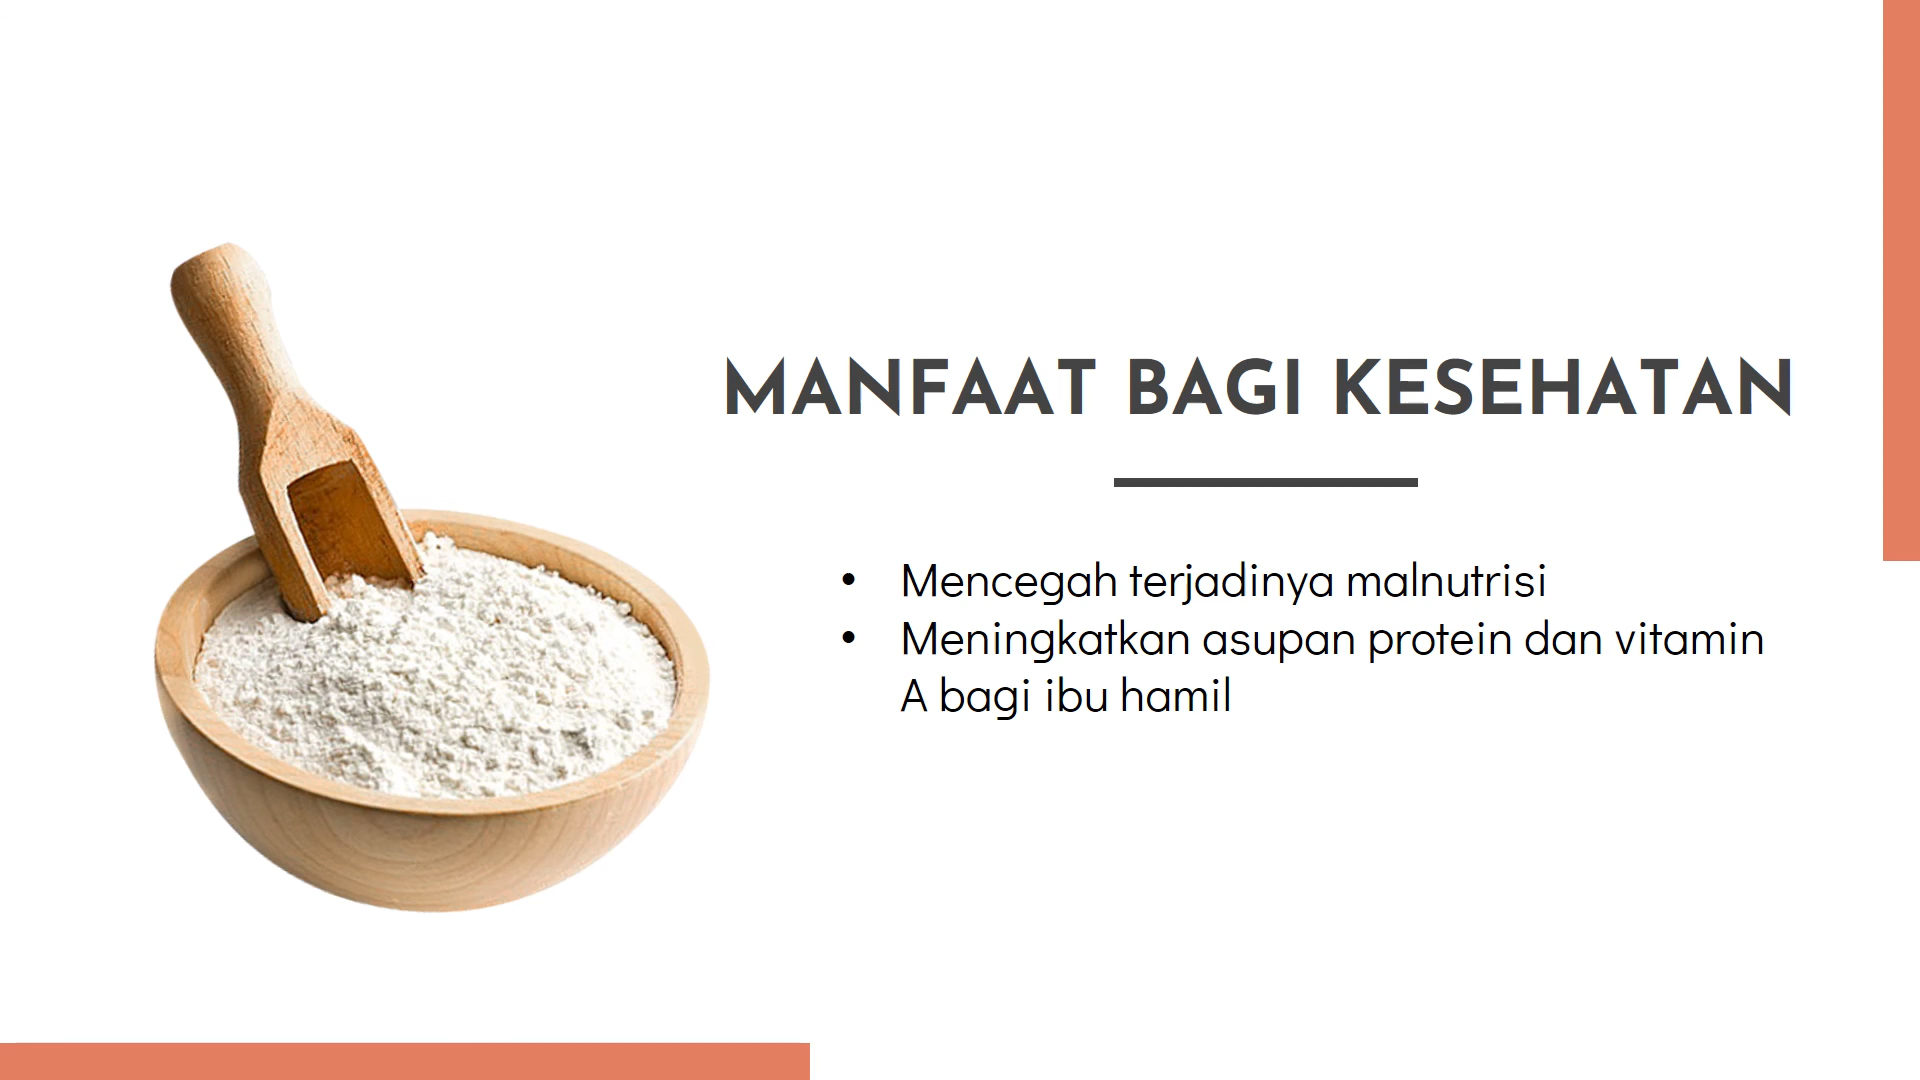 MANFAAT BAGI KESEHATAN
• Mencegah terjadinya malnutrisi
• Meningkatkan asupan protein dan vitamin
A bagi ibu hamil